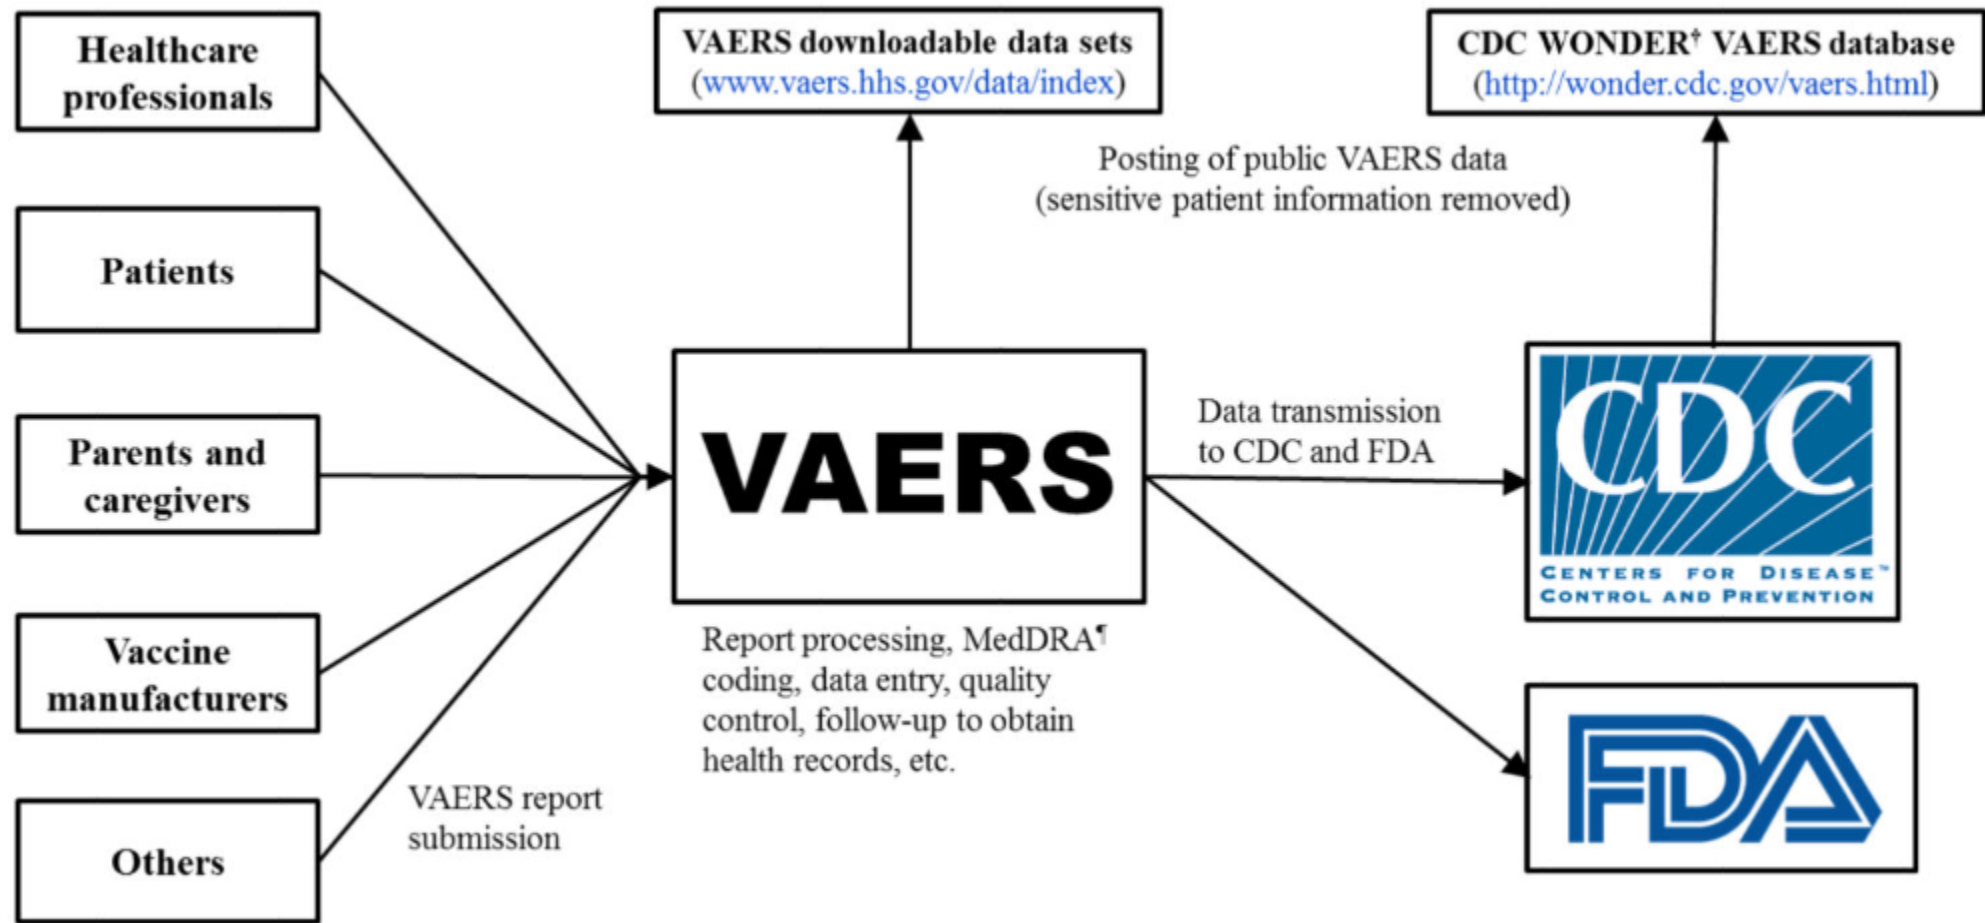 Healthcare
professionals
Patients
Parents and
caregivers
Vaccine
manufacturers
Others
VAERS report
submission
VAERS downloadable data sets
(www.vaers.hhs.gov/data/index)
VAERS
Report processing, MedDRA¶
coding, data entry, quality
control, follow-up to obtain
health records, etc.
Posting of public VAERS data
(sensitive patient information removed)
Data transmission
to CDC and FDA
CDC WONDER† VAERS database
(http://wonder.cdc.gov/vaers.html)
CDC
CENTERS FOR DISEASE™
CONTROL AND PREVENTION
FDA